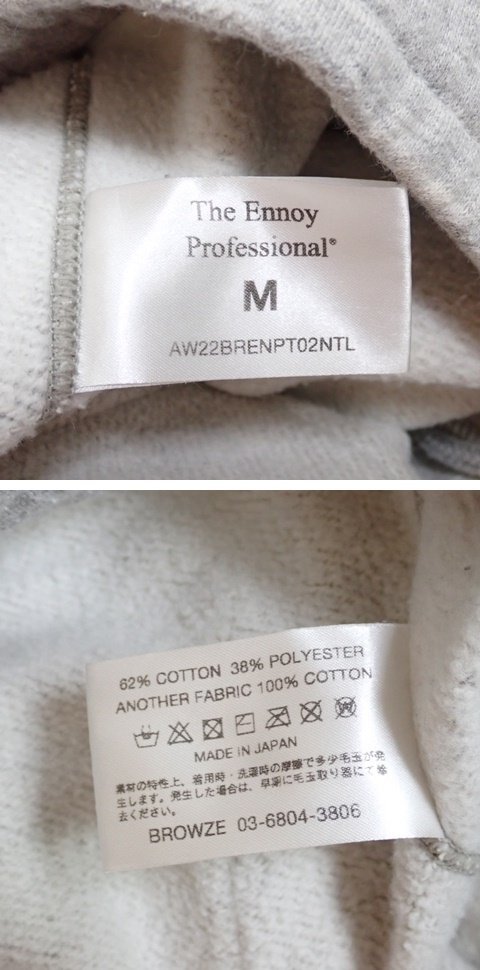 The Ennoy
Professional®
M
AW22BRENPT02NTL
62% COTTON 38% POLYESTER
ANOTHER FABRIC 100% COTTON
MADE IN JAPAN
素材の特性上、着用時・洗濯時の摩擦で多少毛玉が発
生します。発生した場合は、早期に毛玉取り器にて除
去ください。
BROWZE 03-6804-3806